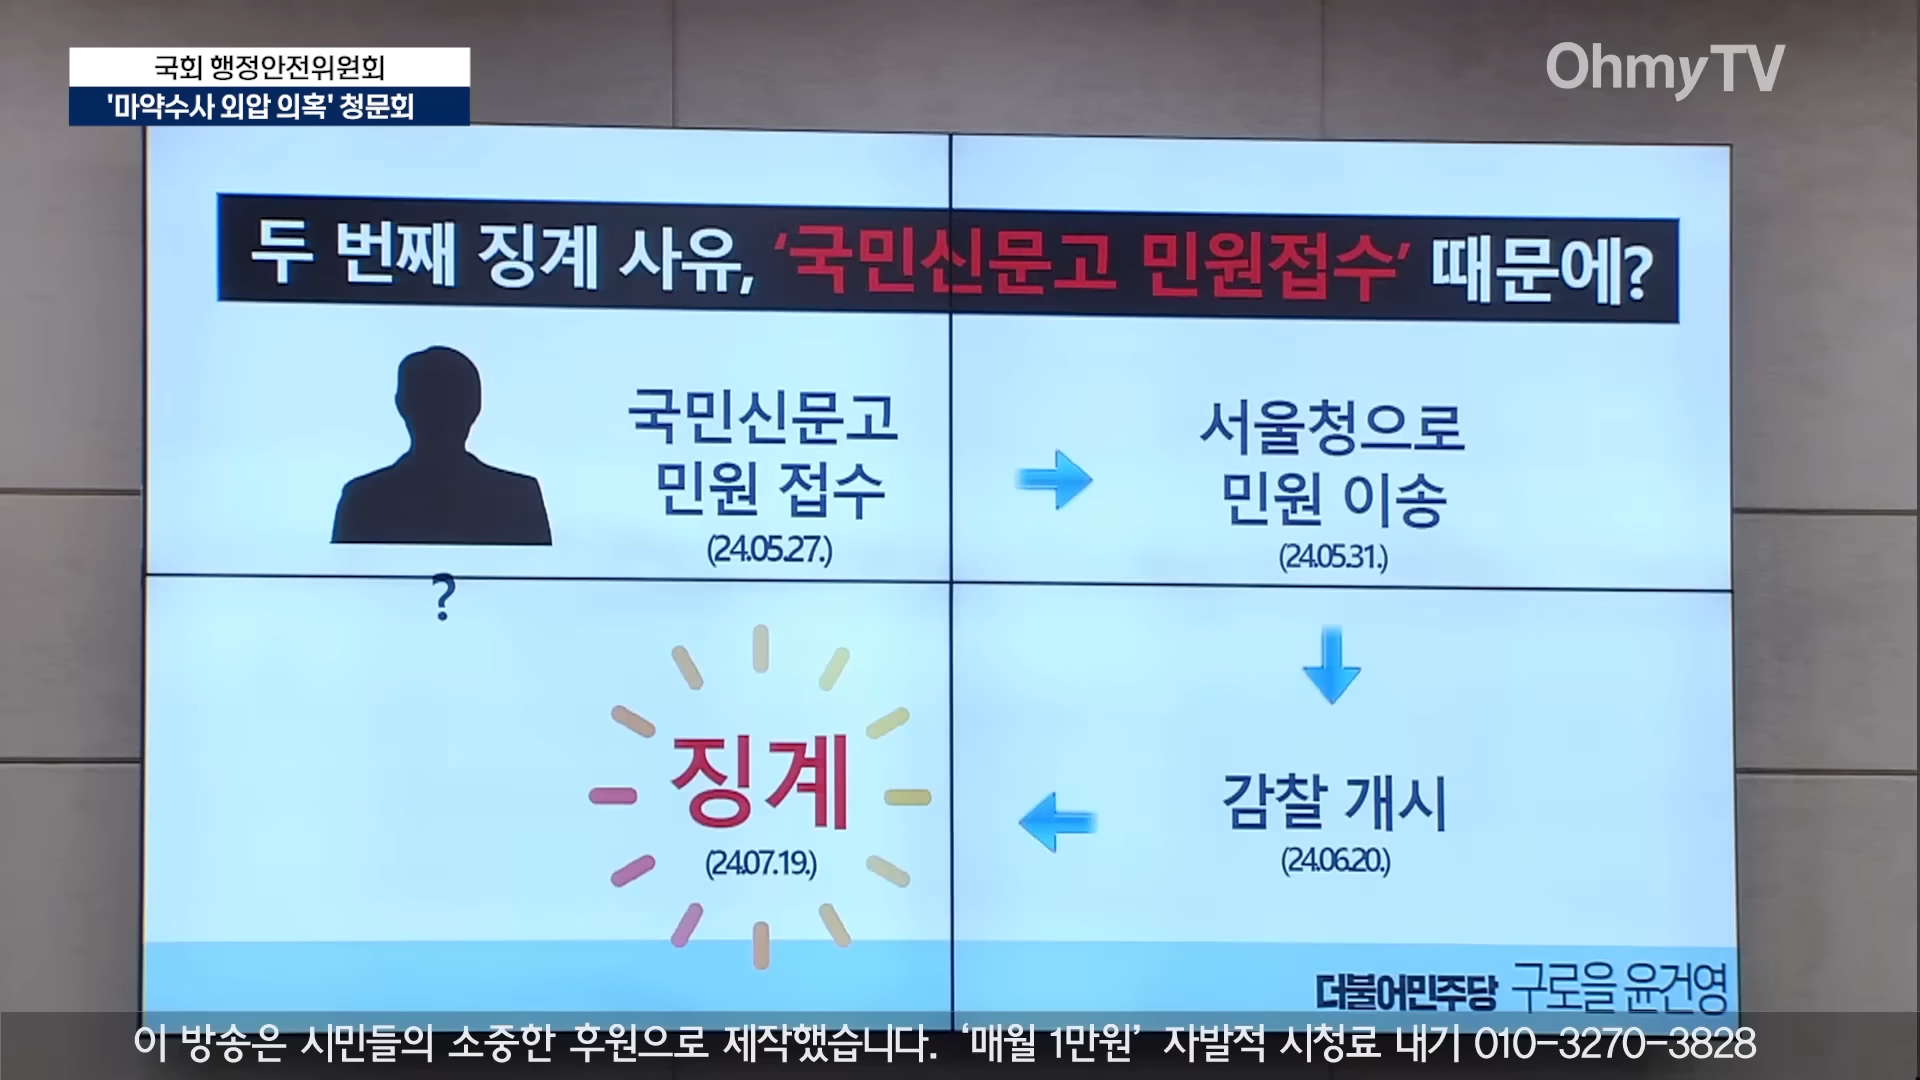 국회 행정안전위원회
'마약수사 외압 의혹' 청문회
OhmyTV
두 번째 징계 사유, ‘국민신문고 민원접수’ 때문에?
국민신문고
민원 접수
(24.05.27.)
서울청으로
민원 이송
(24.05.31.)
?
감찰 개시
(24.06.20.)
징계
(24.07.19.)
더불어민주당 구로을 윤건영
이 방송은 시민들의 소중한 후원으로 제작했습니다. ‘매월 1만원’ 자발적 시청료 내기 010-3270-3828